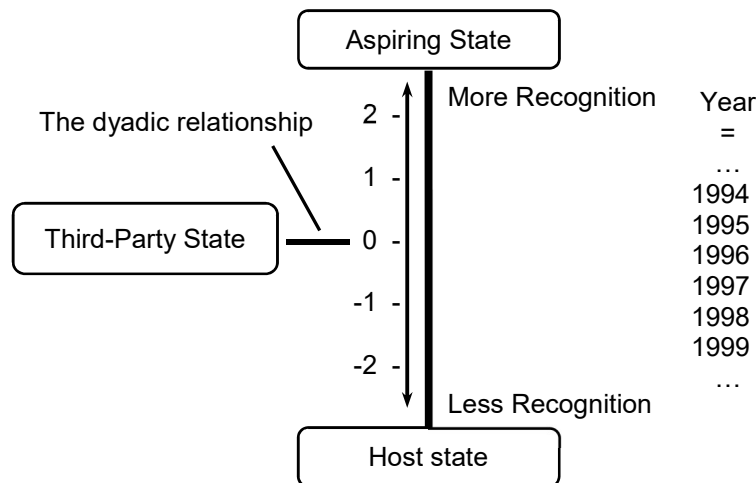 Aspiring State
More Recognition
The dyadic relationship
2 -
1 -
Third-Party State
0 -
-1 -
-2 -
Less Recognition
Host state
Year
=
...
1994
1995
1996
1997
1998
1999
...